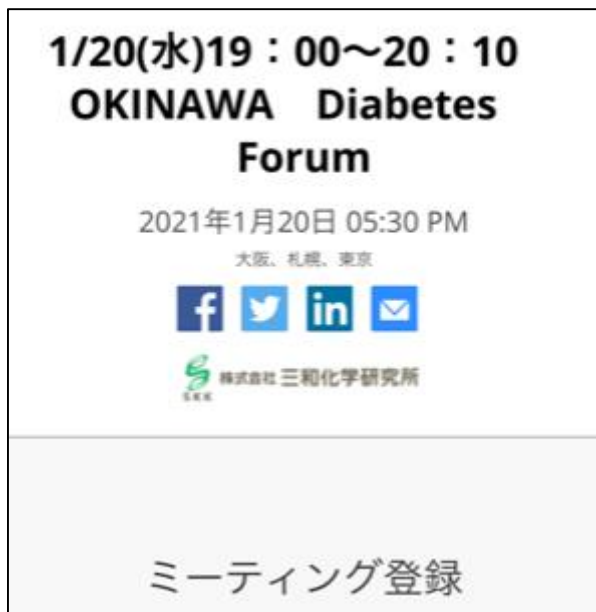 1/20(水)19：00～20：10
OKINAWA　Diabetes
Forum
2021年1月20日 05:30 PM
大阪、札幌、東京
f
in
SKK
株式会社 三和化学研究所
ミーティング登録